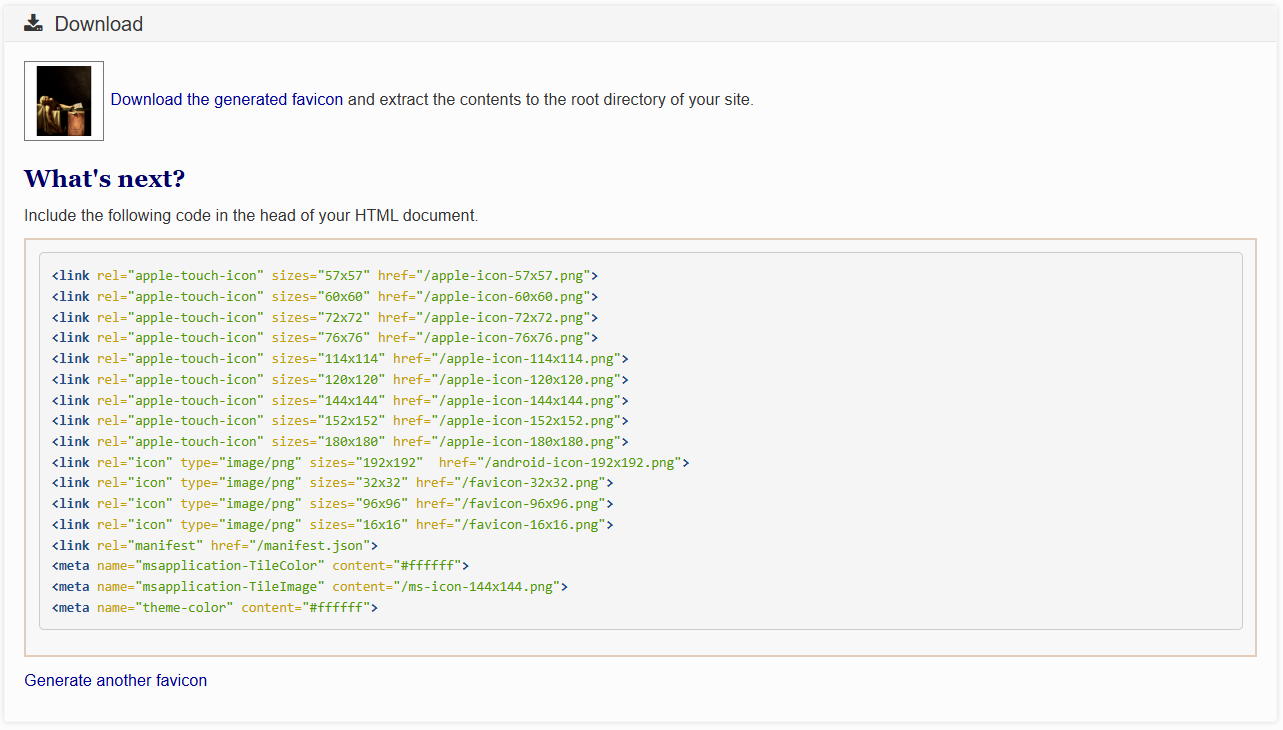 Download
Download the generated favicon and extract the contents to the root directory of your site.
What's next?
Include the following code in the head of your HTML document.
<link rel="apple-touch-icon" sizes="57x57" href="/apple-icon-57x57.png">
<link rel="apple-touch-icon" sizes="60x60" href="/apple-icon-60x60.png">
<link rel="apple-touch-icon" sizes="72x72" href="/apple-icon-72x72.png">
<link rel="apple-touch-icon" sizes="76x76" href="/apple-icon-76x76.png">
<link rel="apple-touch-icon" sizes="114x114" href="/apple-icon-114x114.png">
<link rel="apple-touch-icon" sizes="120x120" href="/apple-icon-120x120.png">
<link rel="apple-touch-icon" sizes="144x144" href="/apple-icon-144x144.png">
<link rel="apple-touch-icon" sizes="152x152" href="/apple-icon-152x152.png">
<link rel="apple-touch-icon" sizes="180x180" href="/apple-icon-180x180.png">
<link rel="icon" type="image/png" sizes="192x192"  href="/android-icon-192x192.png">
<link rel="icon" type="image/png" sizes="32x32" href="/favicon-32x32.png">
<link rel="icon" type="image/png" sizes="96x96" href="/favicon-96x96.png">
<link rel="icon" type="image/png" sizes="16x16" href="/favicon-16x16.png">
<link rel="manifest" href="/manifest.json">
<meta name="msapplication-TileColor" content="#ffffff">
<meta name="msapplication-TileImage" content="/ms-icon-144x144.png">
<meta name="theme-color" content="#ffffff">
Generate another favicon